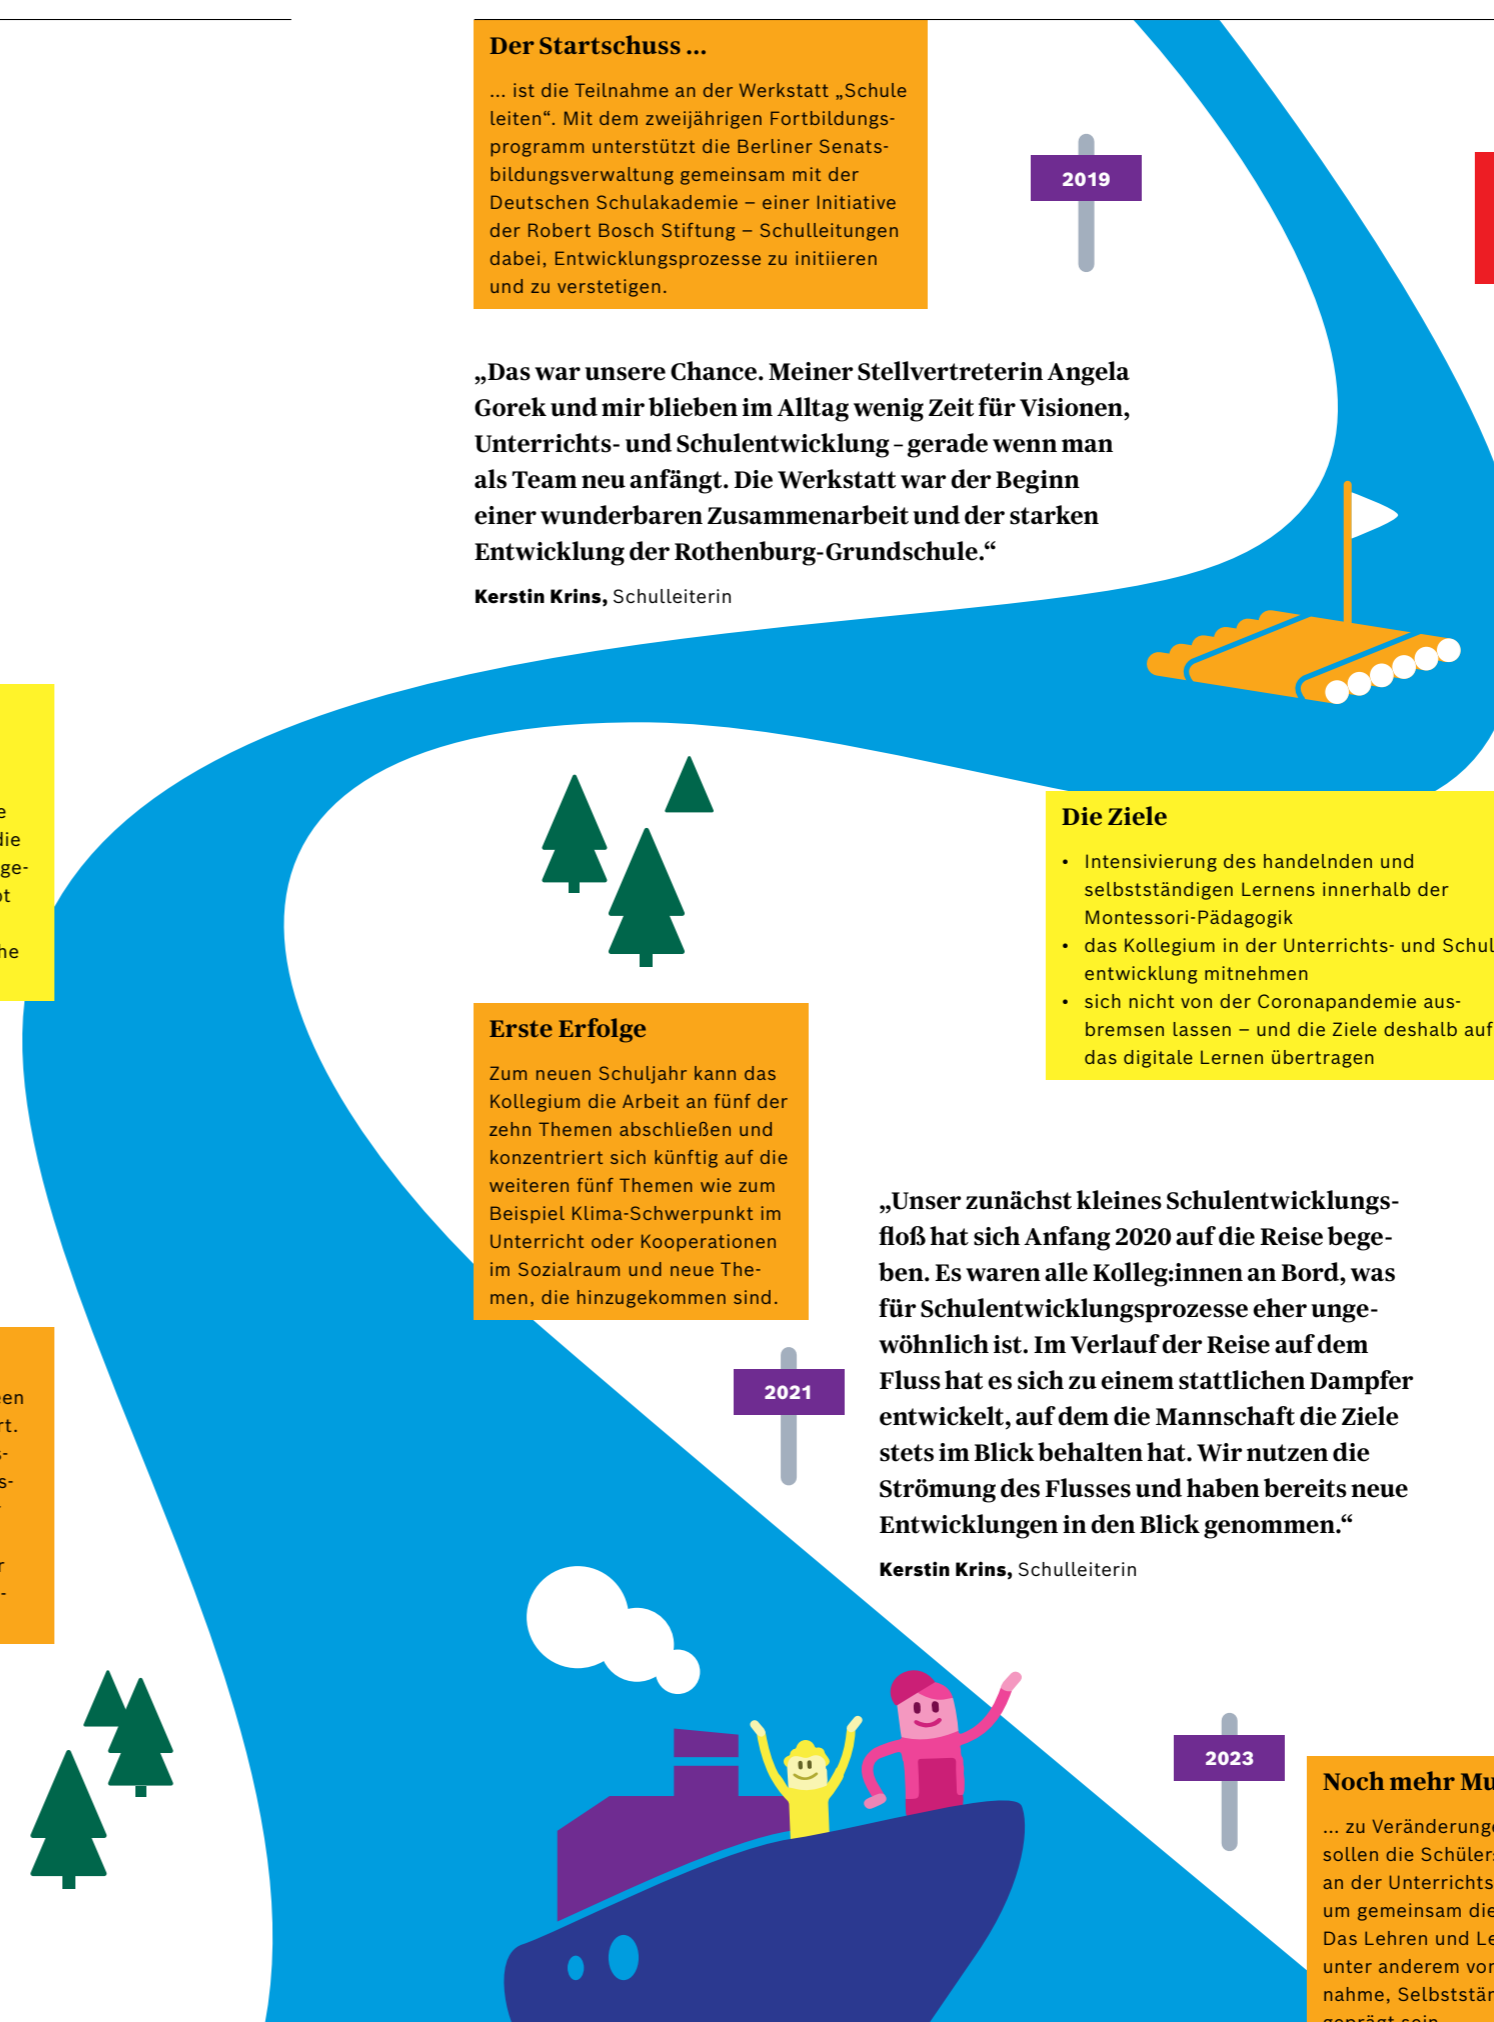 Der Startschuss ...
... ist die Teilnahme an der Werkstatt „Schule
leiten“. Mit dem zweijährigen Fortbildungs-
programm unterstützt die Berliner Senats-
bildungsverwaltung gemeinsam mit der
Deutschen Schulakademie – einer Initiative
der Robert Bosch Stiftung – Schulleitungen
dabei, Entwicklungsprozesse zu initiieren
und zu verstetigen.
2019
„Das war unsere Chance. Meiner Stellvertreterin Angela
Gorek und mir blieben im Alltag wenig Zeit für Visionen,
Unterrichts- und Schulentwicklung – gerade wenn man
als Team neu anfängt. Die Werkstatt war der Beginn
einer wunderbaren Zusammenarbeit und der starken
Entwicklung der Rothenburg-Grundschule.“
Kerstin Krins, Schulleiterin
Die Ziele
• Intensivierung des handelnden und
selbstständigen Lernens innerhalb der
Montessori-Pädagogik
• das Kollegium in der Unterrichts- und Schul
entwicklung mitnehmen
• sich nicht von der Coronapandemie aus-
bremsen lassen – und die Ziele deshalb auf
das digitale Lernen übertragen
Erste Erfolge
Zum neuen Schuljahr kann das
Kollegium die Arbeit an fünf der
zehn Themen abschließen und
konzentriert sich künftig auf die
weiteren fünf Themen wie zum
Beispiel Klima-Schwerpunkt im
Unterricht oder Kooperationen
im Sozialraum und neue The-
men, die hinzugekommen sind.
2021
„Unser zunächst kleines Schulentwicklungs-
floß hat sich Anfang 2020 auf die Reise bege-
ben. Es waren alle Kolleg:innen an Bord, was
für Schulentwicklungsprozesse eher unge-
wöhnlich ist. Im Verlauf der Reise auf dem
Fluss hat es sich zu einem stattlichen Dampfer
entwickelt, auf dem die Mannschaft die Ziele
stets im Blick behalten hat. Wir nutzen die
Strömung des Flusses und haben bereits neue
Entwicklungen in den Blick genommen.“
Kerstin Krins, Schulleiterin
2023
Noch mehr
... zu
sollen die
an der
um gemeinsam
Das Lehren und
unter anderem
nahme,